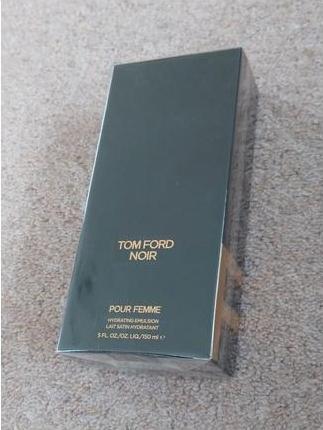 TOM FORD
NOIR
POUR FEMME
HYDRATING EMULSION
LAIT SATIN HYDRATANT
5 FL. OZ./OZ. LIQ./150 ml ℮